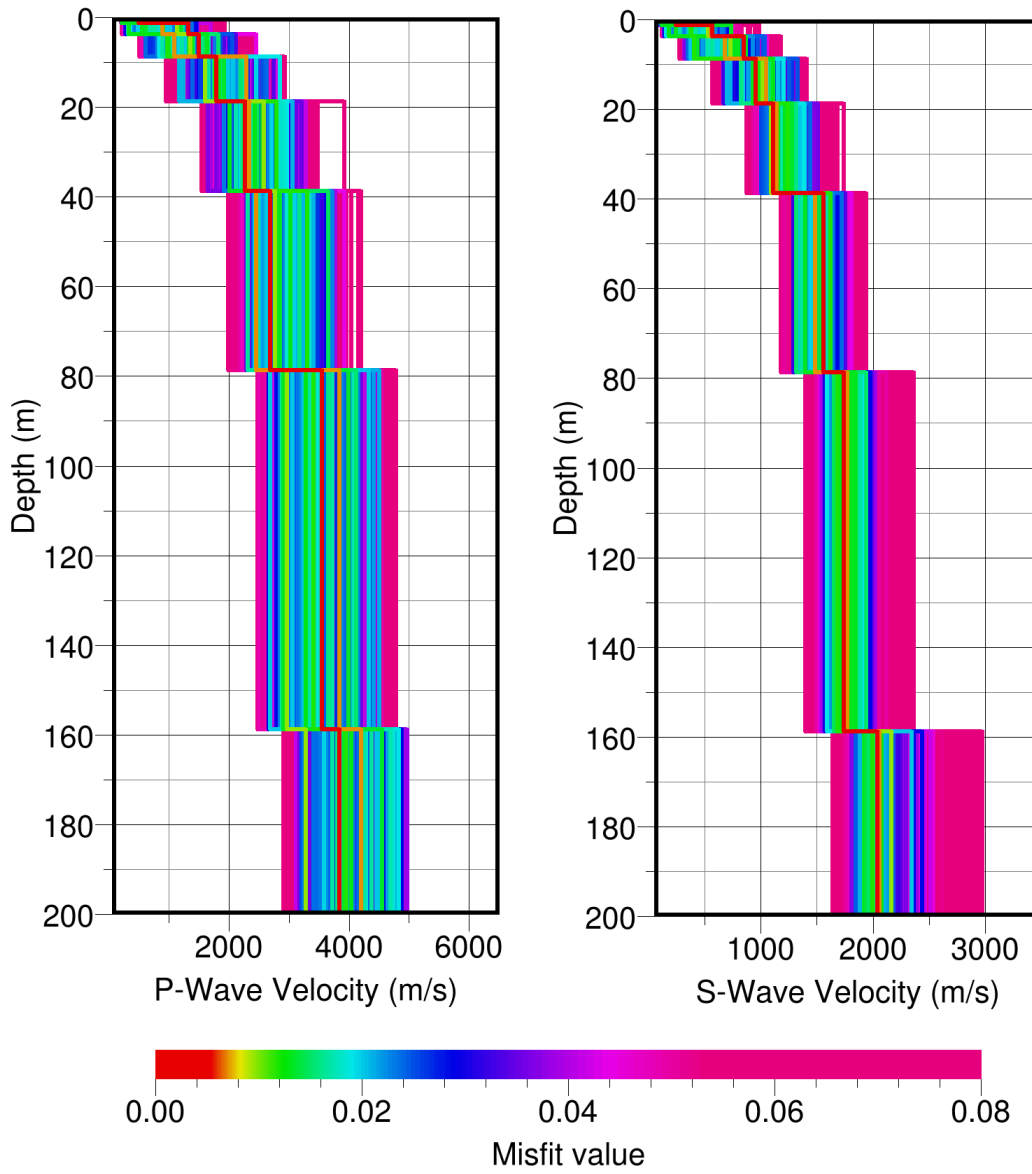 0
20
40
60
80
100
120
140
160
180
200
Depth (m)
2000 4000 6000
P-Wave Velocity (m/s)
0
20
40
60
80
100
120
140
160
180
200
Depth (m)
1000 2000 3000
S-Wave Velocity (m/s)
0.00 0.02 0.04 0.06 0.08
Misfit value